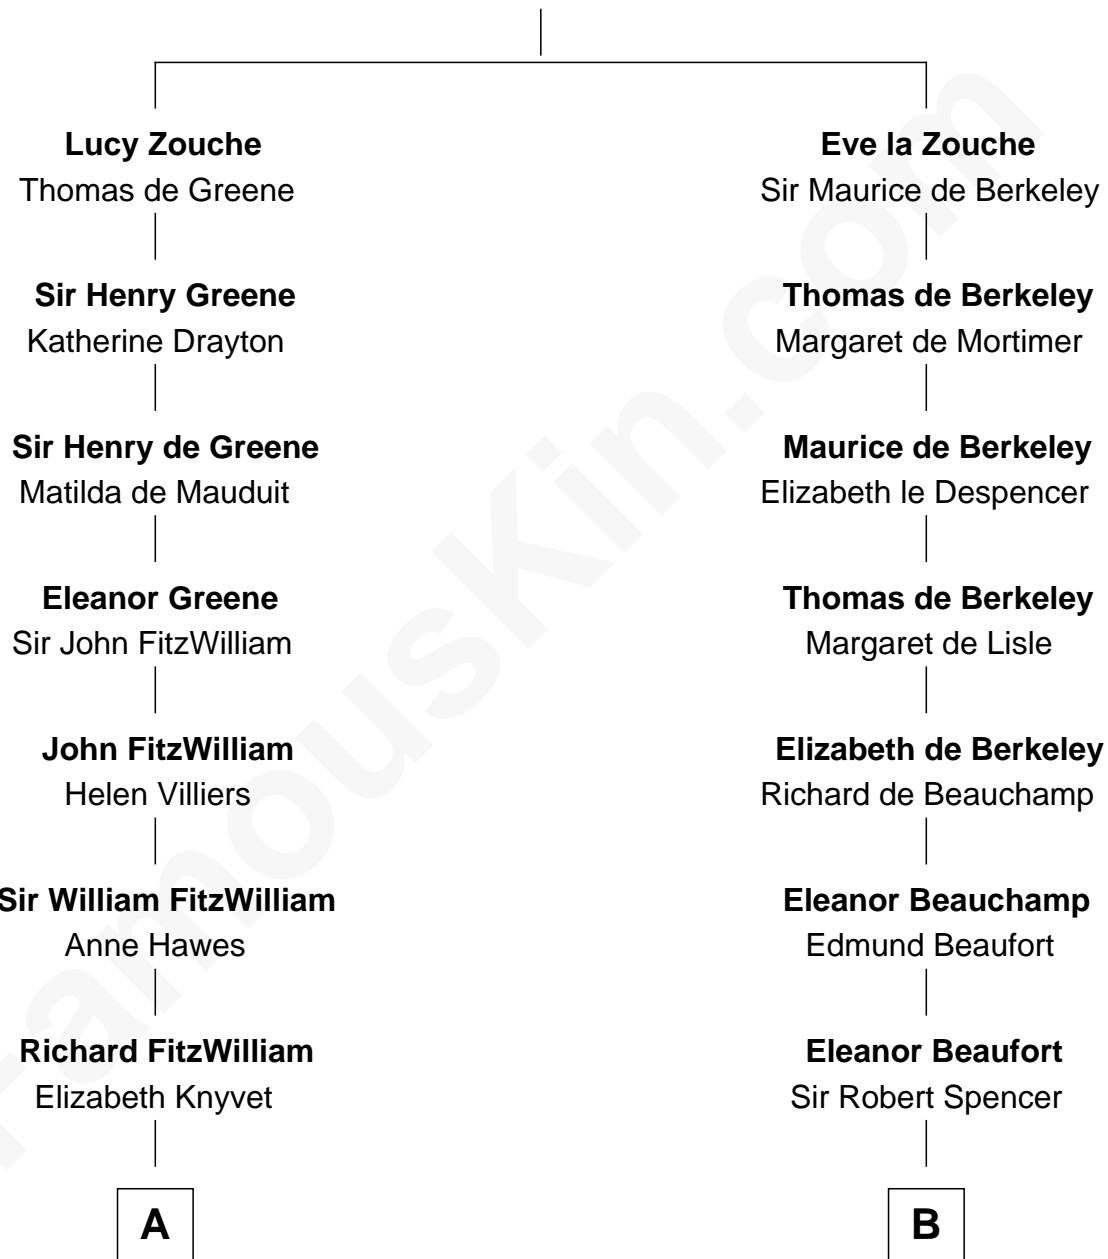 Lucy Zouche
Thomas de Greene
Sir Henry Greene
Katherine Drayton
Sir Henry de Greene
Matilda de Mauduit
Eleanor Greene
Sir John FitzWilliam
John FitzWilliam
Helen Villiers
Sir William FitzWilliam
Anne Hawes
Richard FitzWilliam
Elizabeth Knyvet
A
Eve la Zouche
Sir Maurice de Berkeley
Thomas de Berkeley
Margaret de Mortimer
Maurice de Berkeley
Elizabeth le Despencer
Thomas de Berkeley
Margaret de Lisle
Elizabeth de Berkeley
Richard de Beauchamp
Eleanor Beauchamp
Edmund Beaufort
Eleanor Beaufort
Sir Robert Spencer
B
FamousKin.com